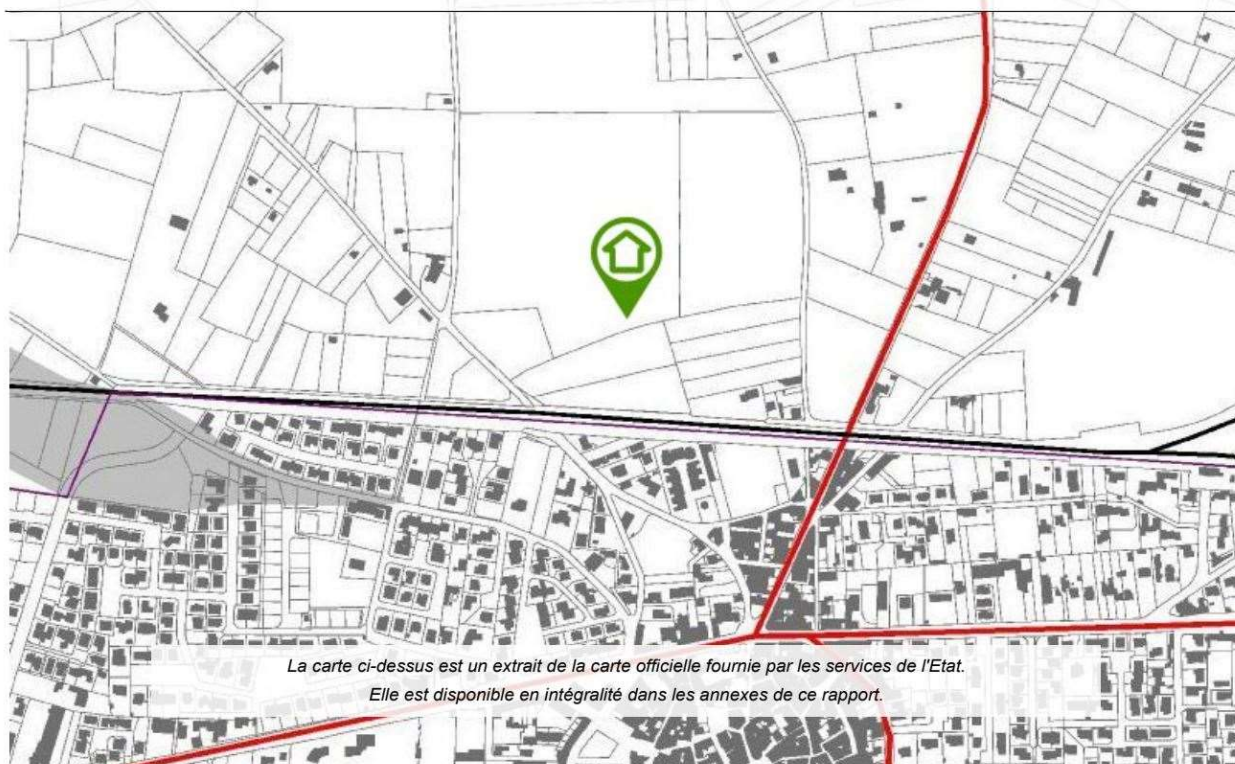 La carte ci-dessus est un extrait de la carte officielle fournie par les services de l'Etat.
Elle est disponible en intégralité dans les annexes de ce rapport.